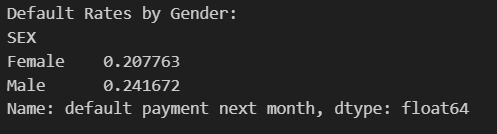 Default Rates by Gender:
SEX
Female    0.207763
Male      0.241672
Name: default payment next month, dtype: float64